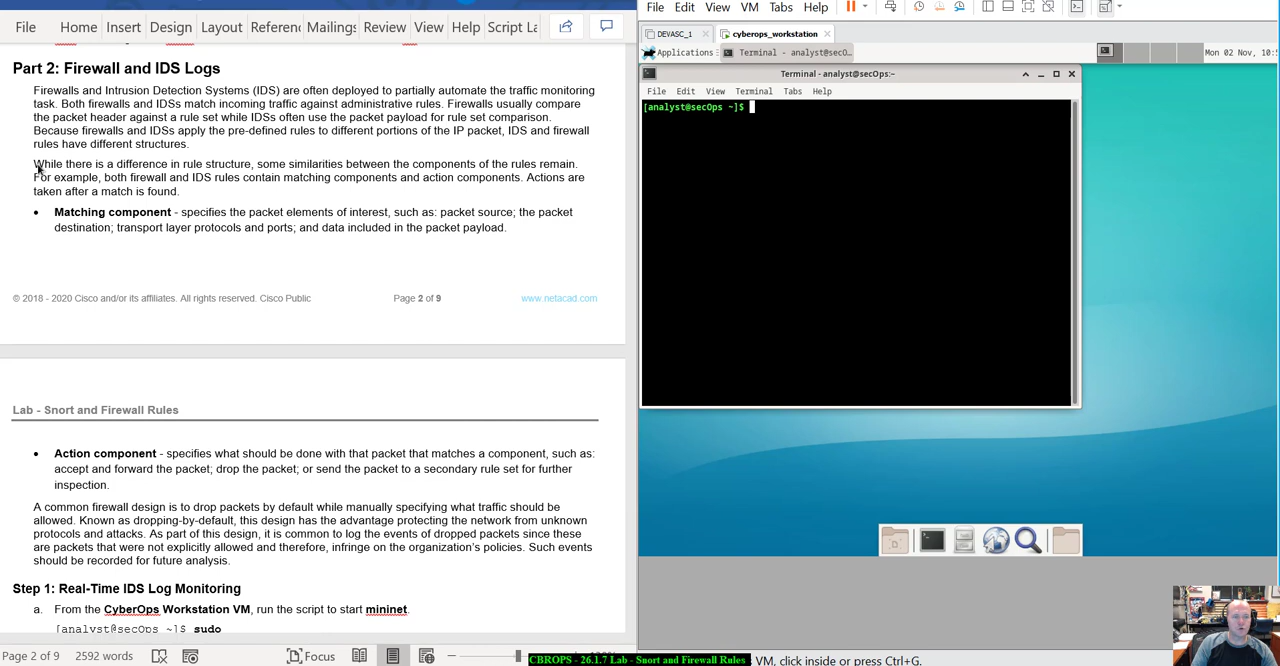 File Home Insert Design Layout Referenc Mailings Review View Help Script La
Part 2: Firewall and IDS Logs
Firewalls and Intrusion Detection Systems (IDS) are often deployed to partially automate the traffic monitoring
task. Both firewalls and IDSs match incoming traffic against administrative rules. Firewalls usually compare
the packet header against a rule set while IDSs often use the packet payload for rule set comparison.
Because firewalls and IDSs apply the pre-defined rules to different portions of the IP packet, IDS and firewall
rules have different structures.
While there is a difference in rule structure, some similarities between the components of the rules remain.
For example, both firewall and IDS rules contain matching components and action components. Actions are
taken after a match is found.
• Matching component - specifies the packet elements of interest, such as: packet source; the packet
destination; transport layer protocols and ports; and data included in the packet payload.
© 2018 - 2020 Cisco and/or its affiliates. All rights reserved. Cisco Public Page 2 of 9 www.netacad.com
Lab - Snort and Firewall Rules
• Action component - specifies what should be done with that packet that matches a component, such as:
accept and forward the packet; drop the packet; or send the packet to a secondary rule set for further
inspection.
A common firewall design is to drop packets by default while manually specifying what traffic should be
allowed. Known as dropping-by-default, this design has the advantage protecting the network from unknown
protocols and attacks. As part of this design, it is common to log the events of dropped packets since these
are packets that were not explicitly allowed and therefore, infringe on the organization's policies. Such events
should be recorded for future analysis.
Step 1: Real-Time IDS Log Monitoring
a. From the CyberOps Workstation VM, run the script to start mininet.
[analyst@secOps ~]$ sudo
Page 2 of 9 2592 words Focus
File Edit View VM Tabs Help
DEVASC_1 cyberops_workstation
Applications Terminal - analyst@secO... Mon 02 Nov, 10:
Terminal - analyst@secOps:~
File Edit View Terminal Tabs Help
[analyst@secOps ~]$
CBROPS - 26.1.7 Lab - Snort and Firewall Rules VM, click inside or press Ctrl+G.